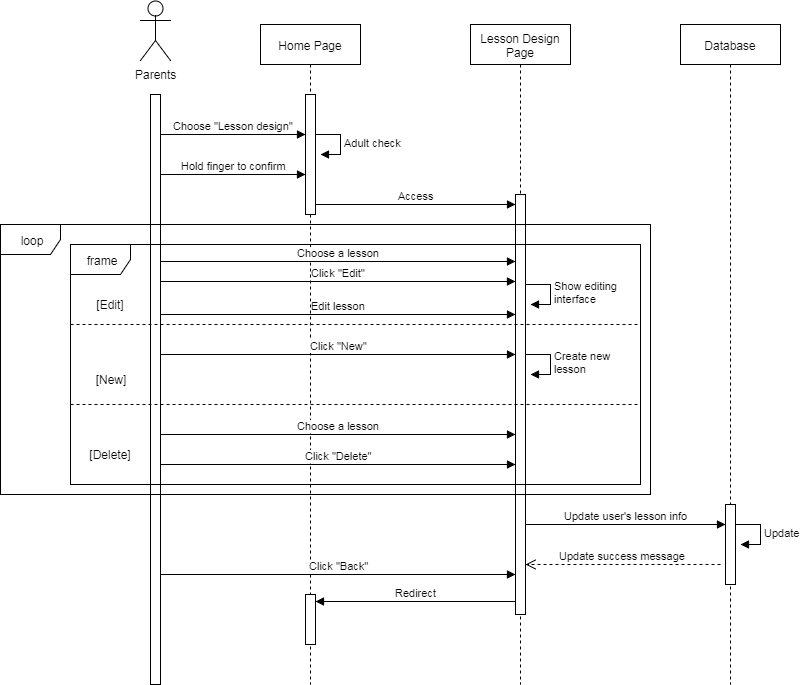 Parents
Home Page
Lesson Design
Page
Database
Choose "Lesson design"
Adult check
Hold finger to confirm
Access
loop
frame
Choose a lesson
Click "Edit"
Show editing
interface
[Edit]
Edit lesson
Click "New"
Create new
lesson
[New]
Choose a lesson
[Delete]
Click "Delete"
Update user's lesson info
Update
Update success message
Click "Back"
Redirect